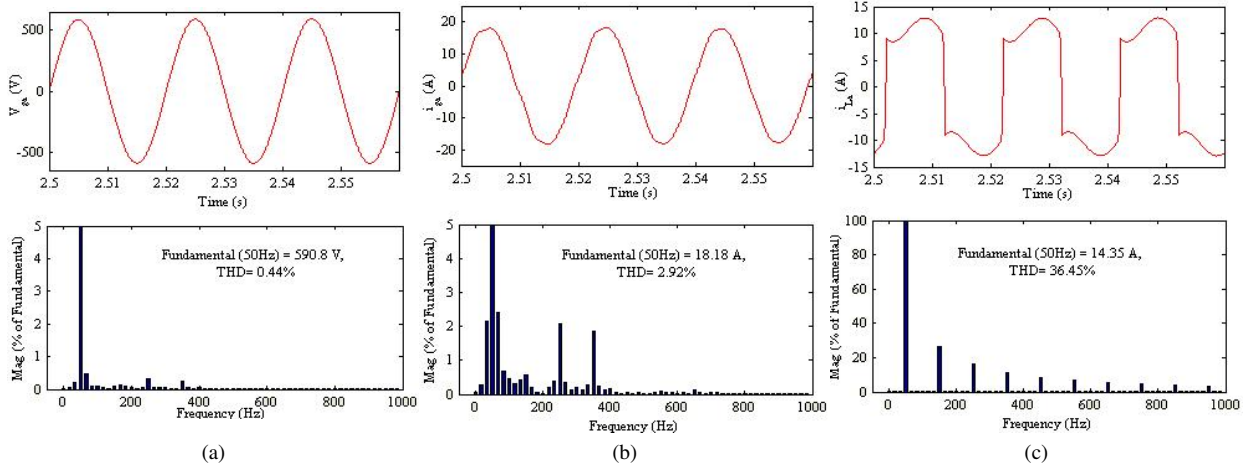 500
0
-500
V_ga (V)
2.5 2.51 2.52 2.53 2.54 2.55
Time (s)
5
4
3
2
1
0
Mag (% of Fundamental)
Fundamental (50Hz) = 590.8 V,
THD= 0.44%
0 200 400 600 800 1000
Frequency (Hz)
(a)
20
10
0
-10
-20
i_ga (A)
2.5 2.51 2.52 2.53 2.54 2.55
Time (s)
5
4
3
2
1
0
Mag (% of Fundamental)
Fundamental (50Hz) = 18.18 A,
THD= 2.92%
0 200 400 600 800 1000
Frequency (Hz)
(b)
15
10
5
0
-5
-10
-15
i_La (A)
2.5 2.51 2.52 2.53 2.54 2.55
Time (s)
100
80
60
40
20
0
Mag (% of Fundamental)
Fundamental (50Hz) = 14.35 A,
THD= 36.45%
0 200 400 600 800 1000
Frequency (Hz)
(c)